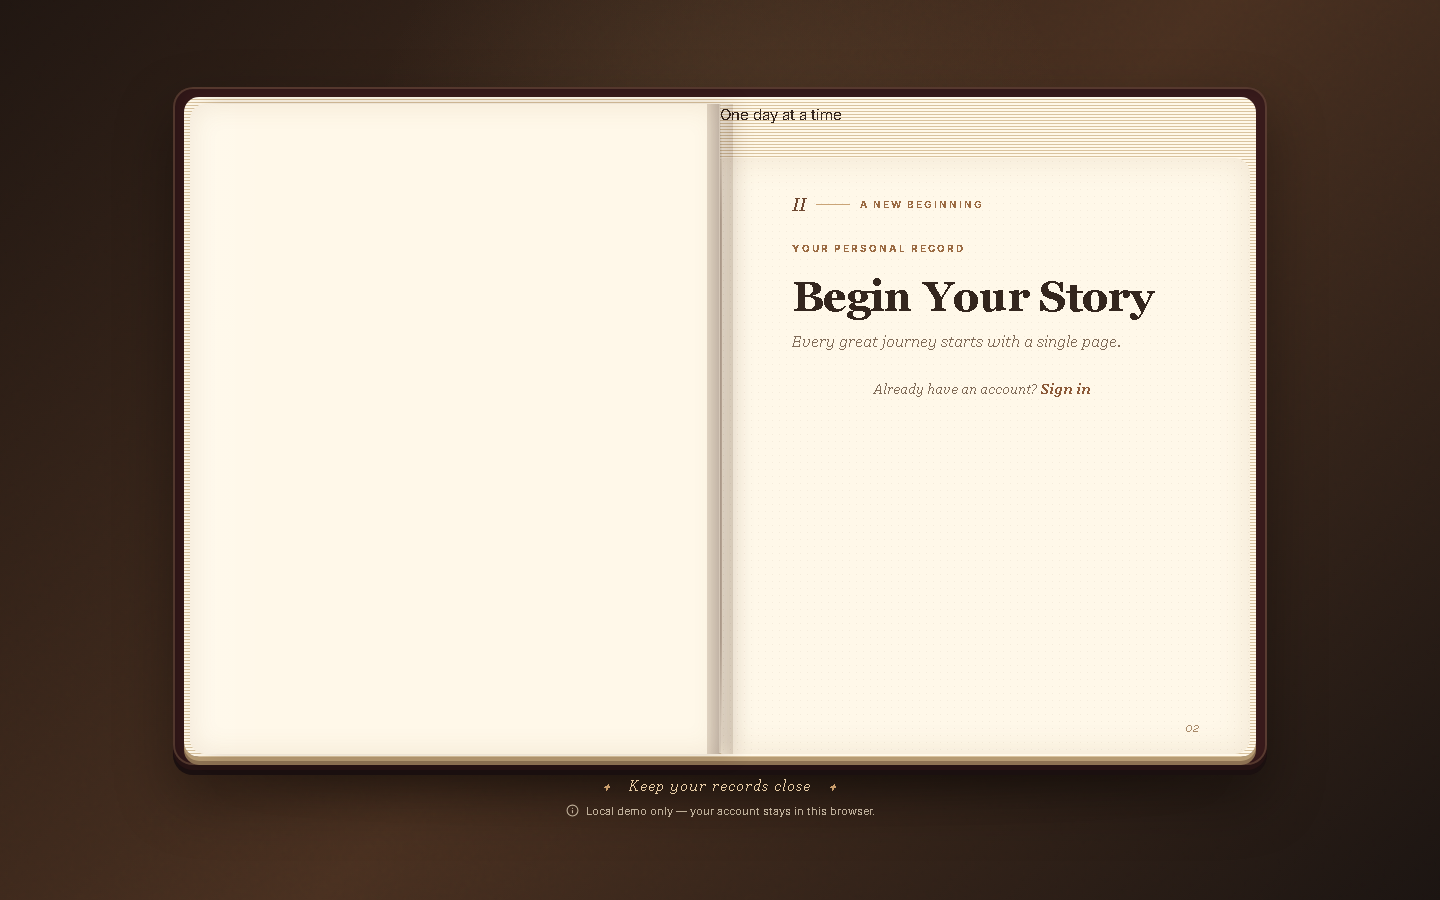 One day at a time
II A NEW BEGINNING
YOUR PERSONAL RECORD
Begin Your Story
Every great journey starts with a single page.
Already have an account? Sign in
02
Keep your records close
Local demo only — your account stays in this browser.